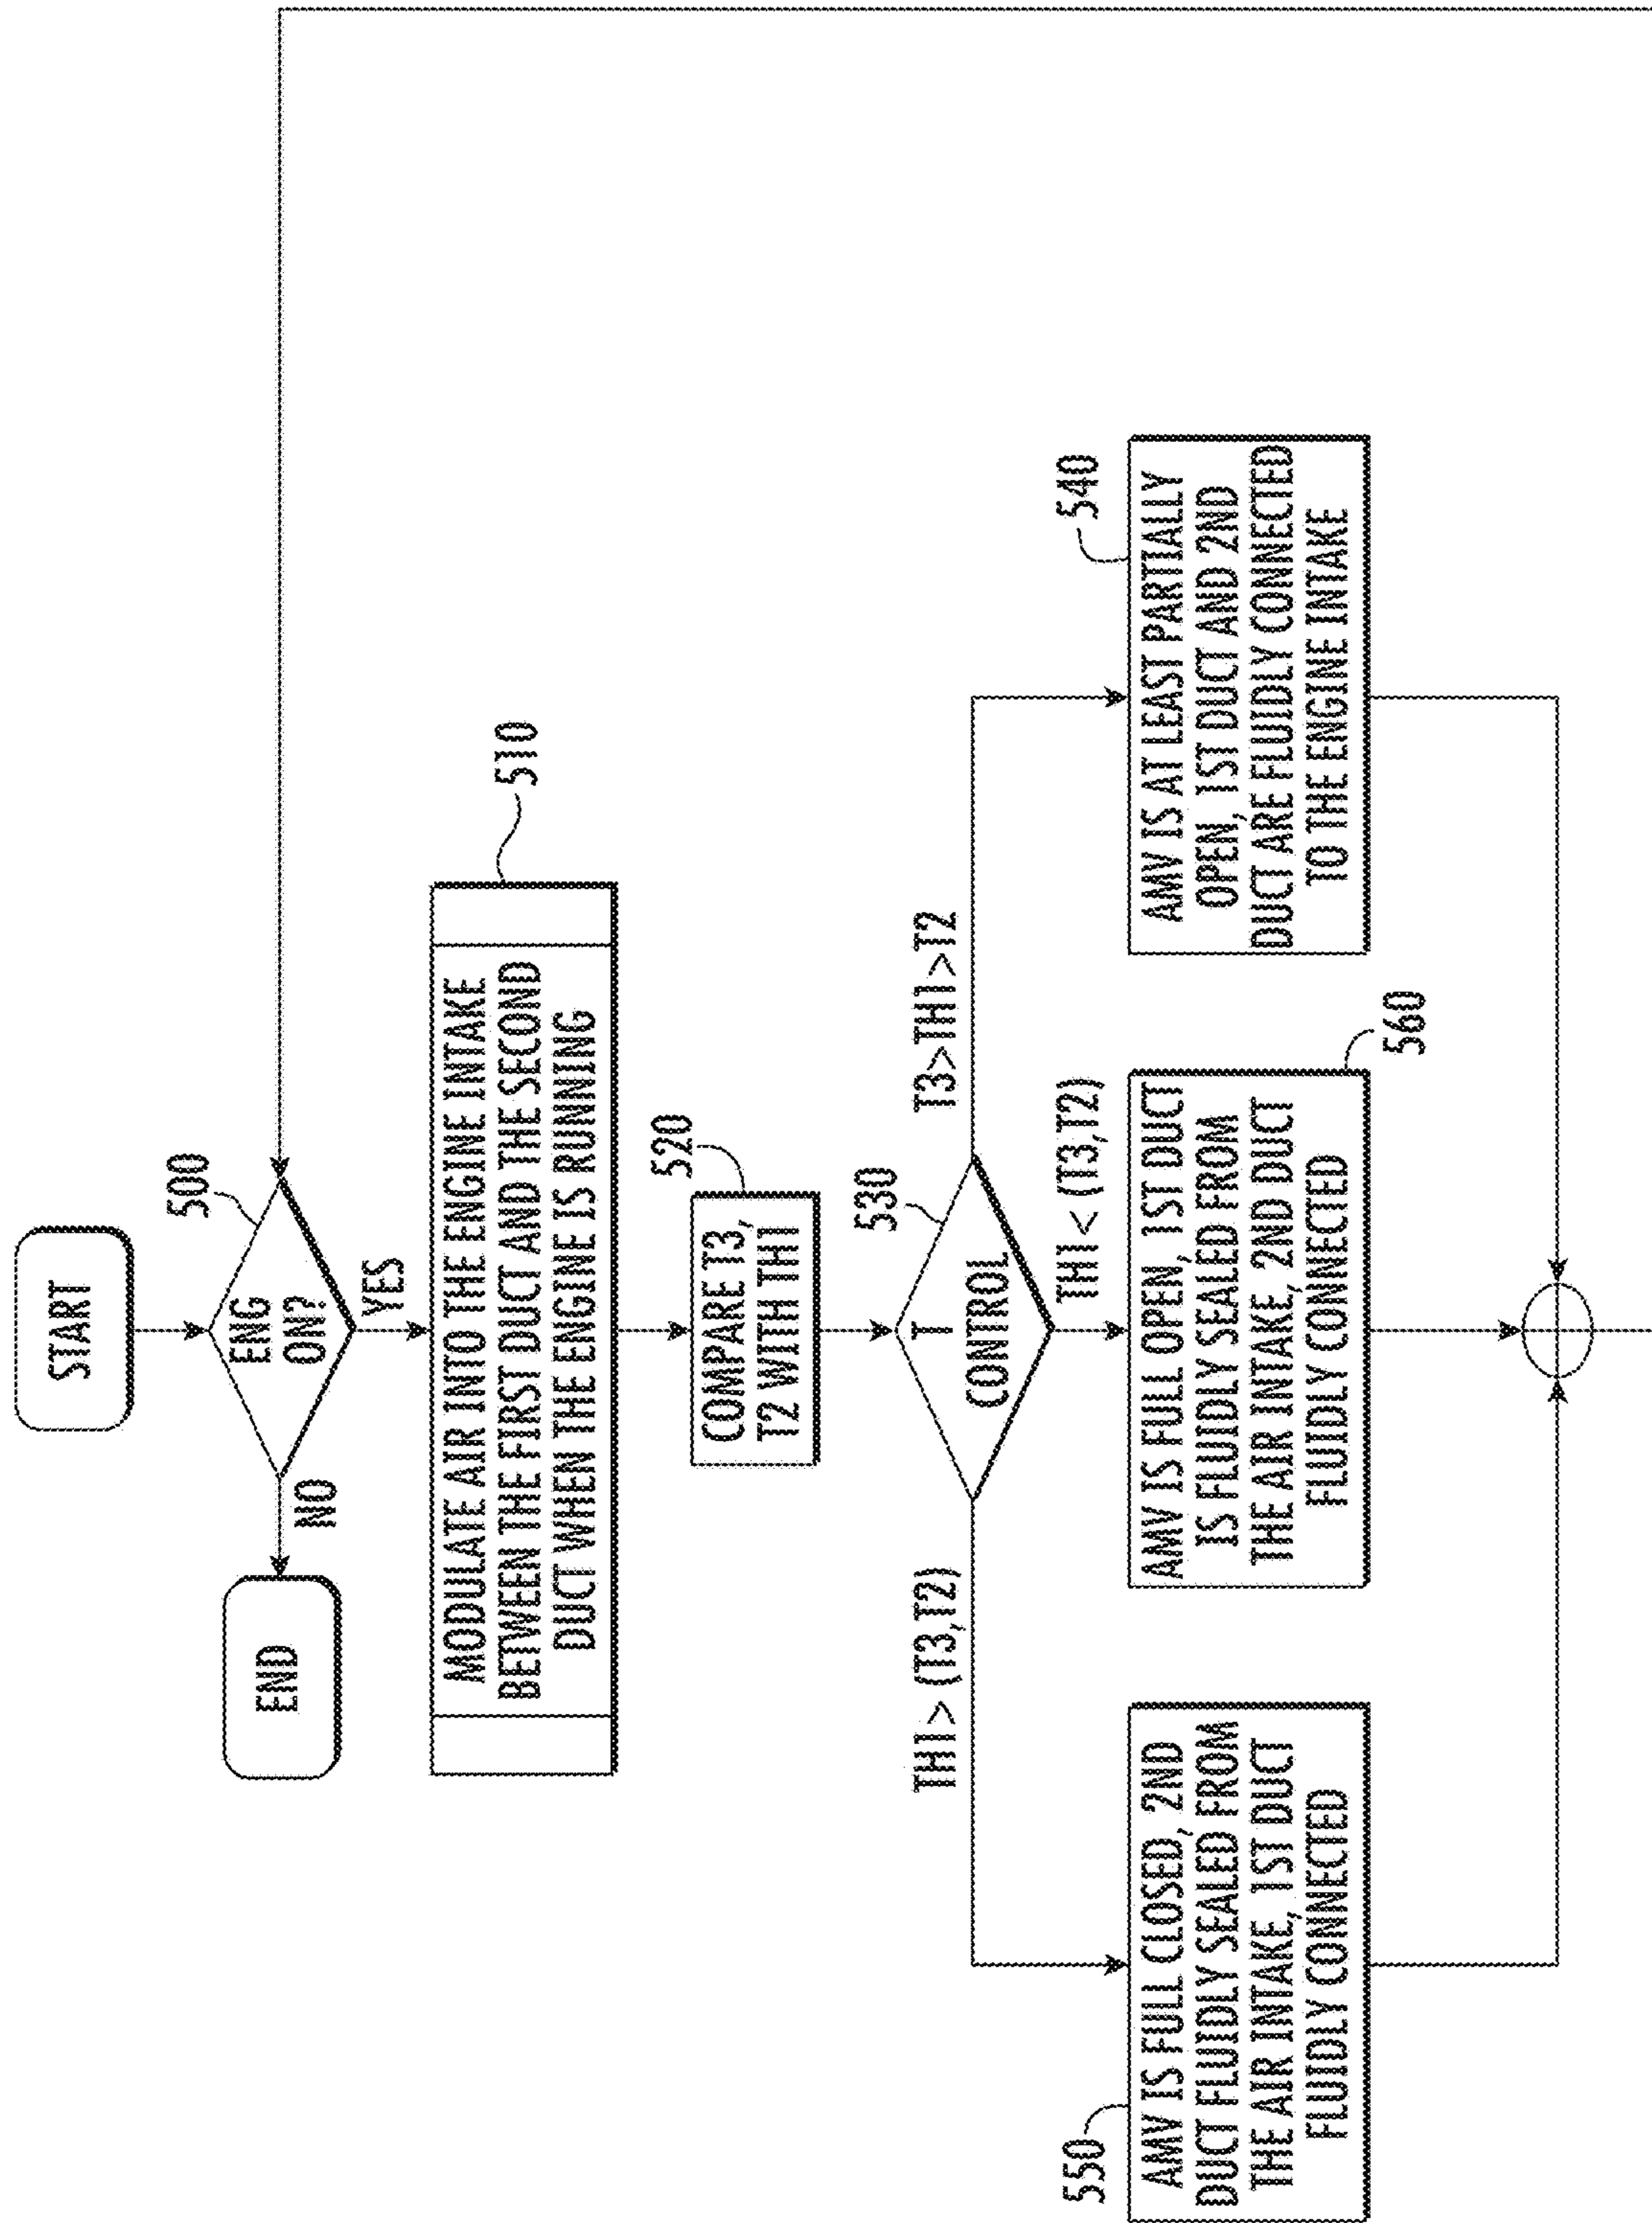 START
500
ENG
ON?
NO
YES
END
510
MODULATE AIR INTO THE ENGINE INTAKE
BETWEEN THE FIRST DUCT AND THE SECOND
DUCT WHEN THE ENGINE IS RUNNING
520
COMPARE T3,
T2 WITH TH1
530
T
CONTROL
TH1 > (T3,T2)
TH1 < (T3,T2)
T3>TH1>T2
550
AMV IS FULL CLOSED, 2ND
DUCT FLUIDLY SEALED FROM
THE AIR INTAKE, 1ST DUCT
FLUIDLY CONNECTED
AMV IS FULL OPEN, 1ST DUCT
IS FLUIDLY SEALED FROM
THE AIR INTAKE, 2ND DUCT
FLUIDLY CONNECTED
560
540
AMV IS AT LEAST PARTIALLY
OPEN, 1ST DUCT AND 2ND
DUCT ARE FLUIDLY CONNECTED
TO THE ENGINE INTAKE